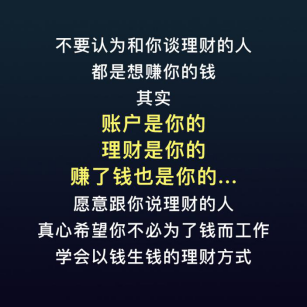 不要认为和你谈理财的人
都是想赚你的钱
其实
账户是你的
理财是你的
赚了钱也是你的...
愿意跟你说理财的人
真心希望你不必为了钱而工作
学会以钱生钱的理财方式